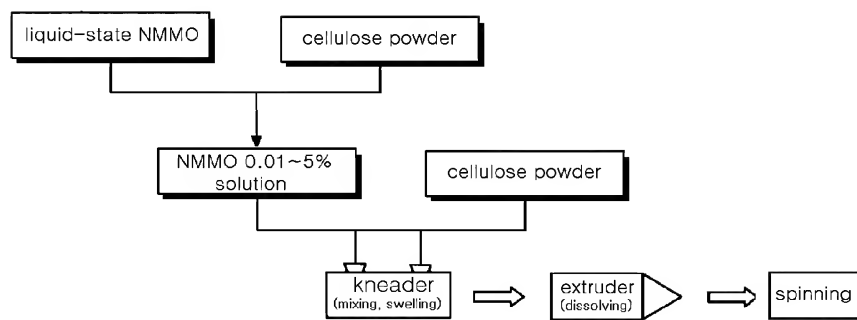 liquid-state NMMO
cellulose powder
NMMO 0.01~5%
solution
cellulose powder
kneader
(mixing, swelling)
extruder
(dissolving)
spinning